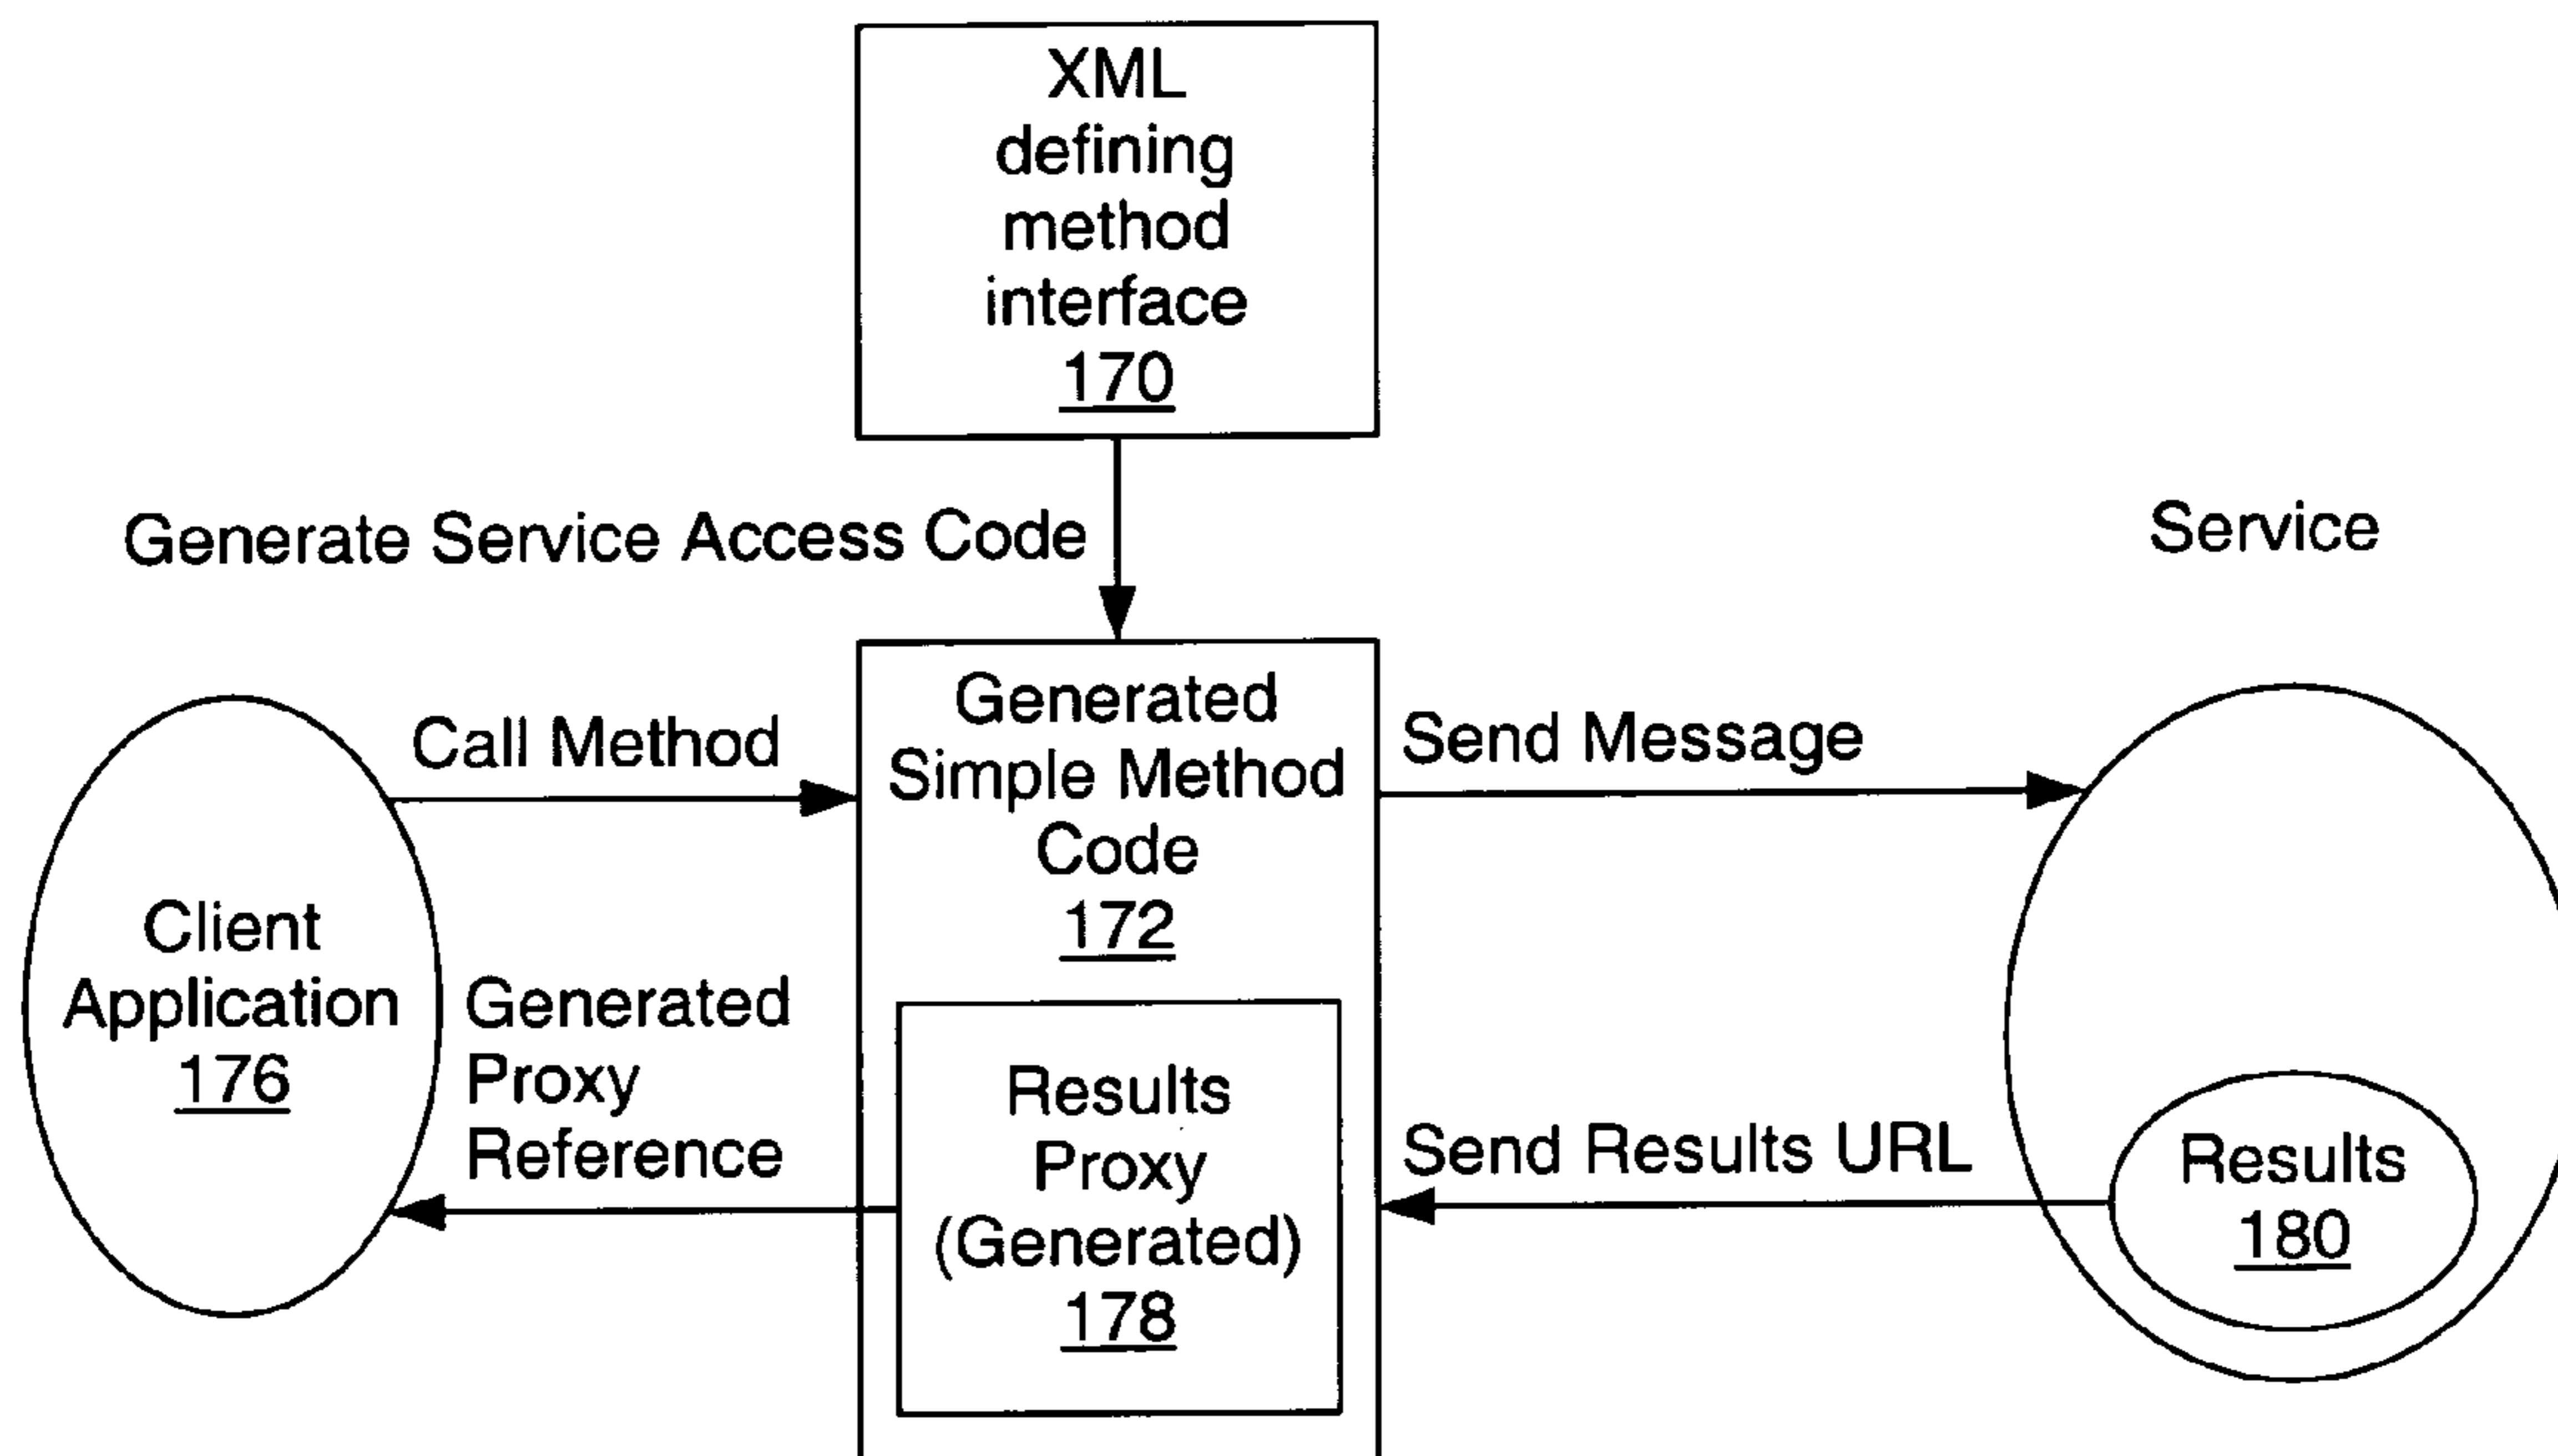 XML
defining
method
interface
170
Generate Service Access Code
Service
Generated
Simple Method
Code
172
Call Method
Send Message
Client
Application
176
Generated
Proxy
Reference
Results
Proxy
(Generated)
178
Send Results URL
Results
180